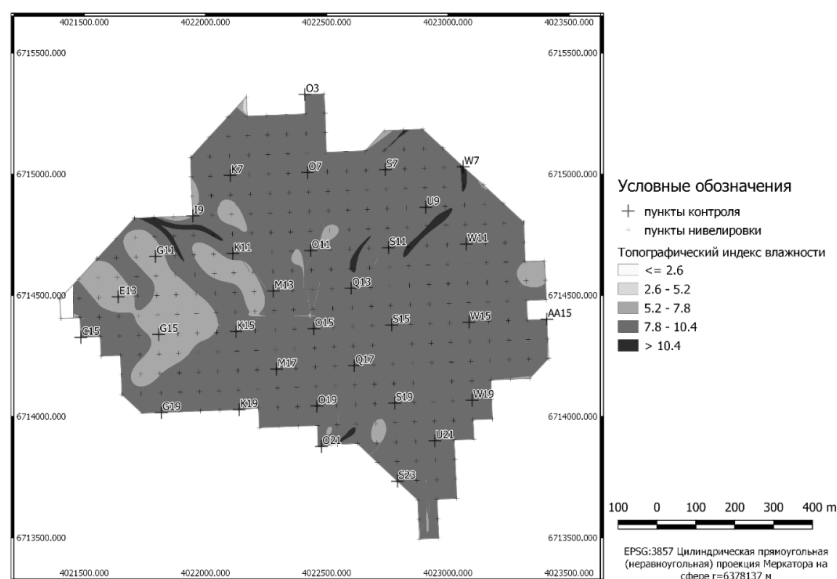 4021500.000 4022000.000 4022500.000 4023000.000 4023500.000
6715500.000 6715500.000
O3
6715000.000 K7 O7 S7 W7 6715000.000
I9 U9
G11 K11 O11 S11 W11
6714500.000 E13 M13 Q13 6714500.000
C15 G15 K15 O15 S15 W15 AA15
M17 Q17
6714000.000 G19 K19 O19 S19 W19 6714000.000
O21 U21
S23
6713500.000 6713500.000
4021500.000 4022000.000 4022500.000 4023000.000 4023500.000
Условные обозначения
пункты контроля
пункты нивелировки
Топографический индекс влажности
<= 2.6
2.6 - 5.2
5.2 - 7.8
7.8 - 10.4
> 10.4
100 0 100 200 300 400 m
EPSG:3857 Цилиндрическая прямоугольная
(неравноугольная) проекция Меркатора на
сфере r=6378137 м